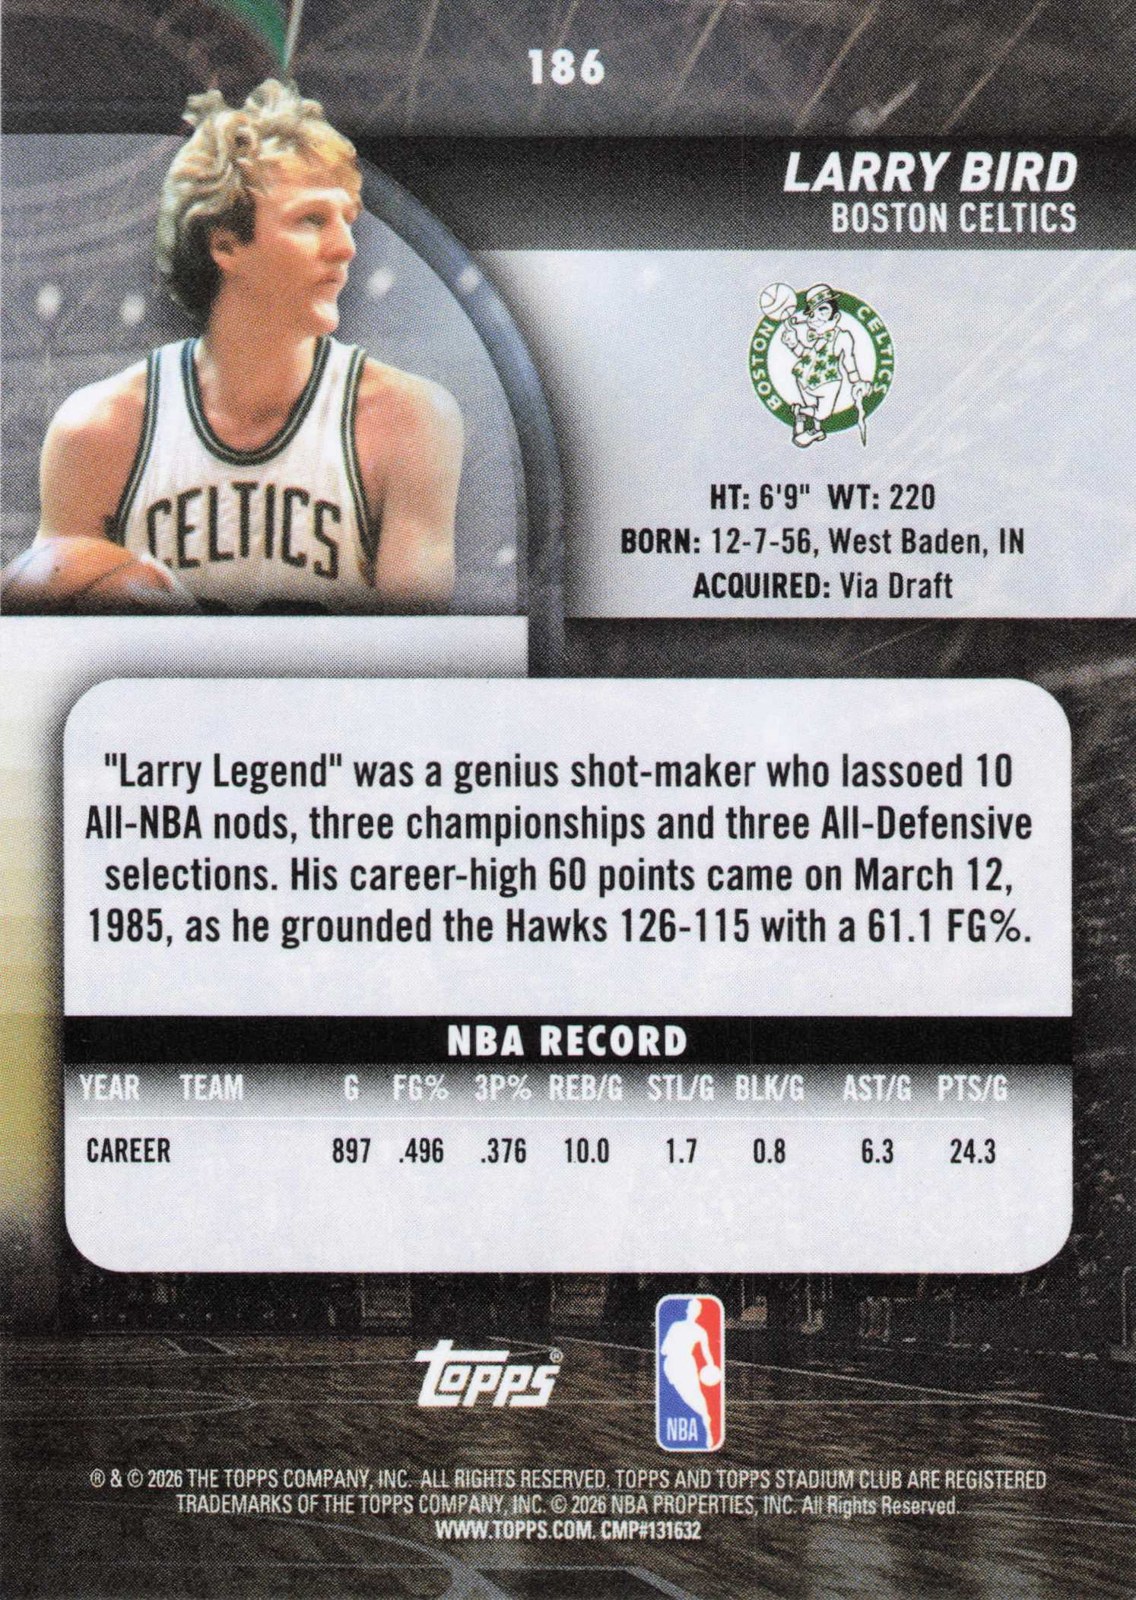 186
LARRY BIRD
BOSTON CELTICS
BOSTON CELTICS
HT: 6'9" WT: 220
BORN: 12-7-56, West Baden, IN
ACQUIRED: Via Draft
CELTICS
"Larry Legend" was a genius shot-maker who lassoed 10
All-NBA nods, three championships and three All-Defensive
selections. His career-high 60 points came on March 12,
1985, as he grounded the Hawks 126-115 with a 61.1 FG%.
NBA RECORD
YEAR TEAM G FG% 3P% REB/G STL/G BLK/G AST/G PTS/G
CAREER 897 .496 .376 10.0 1.7 0.8 6.3 24.3
topps®
NBA
® & © 2026 THE TOPPS COMPANY, INC. ALL RIGHTS RESERVED. TOPPS AND TOPPS STADIUM CLUB ARE REGISTERED
TRADEMARKS OF THE TOPPS COMPANY, INC. © 2026 NBA PROPERTIES, INC. All Rights Reserved.
WWW.TOPPS.COM. CMP#131632